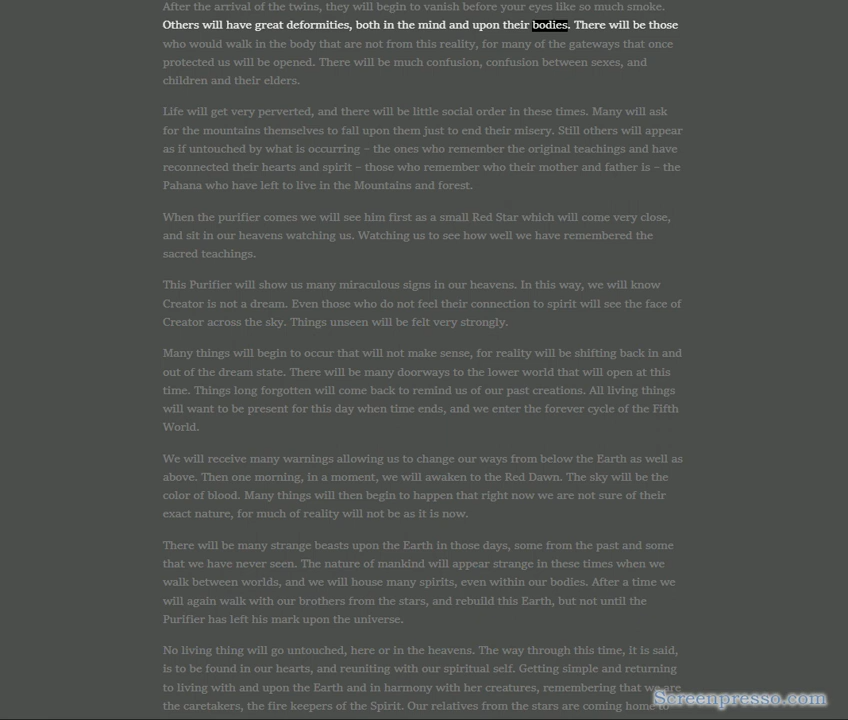 After the arrival of the twins, they will begin to vanish before your eyes like so much smoke.
Others will have great deformities, both in the mind and upon their bodies. There will be those
who would walk in the body that are not from this reality, for many of the gateways that once
protected us will be opened. There will be much confusion, confusion between sexes, and
children and their elders.
Life will get very perverted, and there will be little social order in these times. Many will ask
for the mountains themselves to fall upon them just to end their misery. Still others will appear
as if untouched by what is occurring – the ones who remember the original teachings and have
reconnected their hearts and spirit – those who remember who their mother and father is – the
Pahana who have left to live in the Mountains and forest.
When the purifier comes we will see him first as a small Red Star which will come very close,
and sit in our heavens watching us. Watching us to see how well we have remembered the
sacred teachings.
This Purifier will show us many miraculous signs in our heavens. In this way, we will know
Creator is not a dream. Even those who do not feel their connection to spirit will see the face of
Creator across the sky. Things unseen will be felt very strongly.
Many things will begin to occur that will not make sense, for reality will be shifting back in and
out of the dream state. There will be many doorways to the lower world that will open at this
time. Things long forgotten will come back to remind us of our past creations. All living things
will want to be present for this day when time ends, and we enter the forever cycle of the Fifth
World.
We will receive many warnings allowing us to change our ways from below the Earth as well as
above. Then one morning, in a moment, we will awaken to the Red Dawn. The sky will be the
color of blood. Many things will then begin to happen that right now we are not sure of their
exact nature, for much of reality will not be as it is now.
There will be many strange beasts upon the Earth in those days, some from the past and some
that we have never seen. The nature of mankind will appear strange in these times when we
walk between worlds, and we will house many spirits, even within our bodies. After a time we
will again walk with our brothers from the stars, and rebuild this Earth, but not until the
Purifier has left his mark upon the universe.
No living thing will go untouched, here or in the heavens. The way through this time, it is said,
is to be found in our hearts, and reuniting with our spiritual self. Getting simple and returning
to living with and upon the Earth and in harmony with her creatures, remembering that we are
the caretakers, the fire keepers of the Spirit. Our relatives from the stars are coming home to
Screenpresso.com